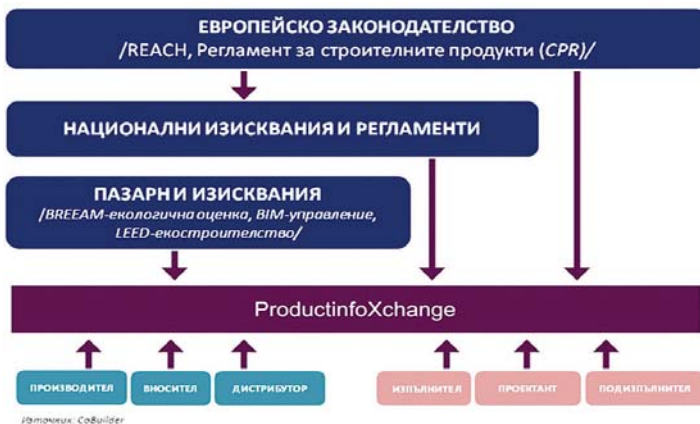 ЕВРОПЕЙСКО ЗАКОНОДАТЕЛСТВО
/REACH, Регламент за строителните продукти (CPR)/
НАЦИОНАЛНИ ИЗИСКВАНИЯ И РЕГЛАМЕНТИ
ПАЗАРНИ ИЗИСКВАНИЯ
/BREEAM-екологична оценка, BIM-управление,
LEED-екостроителство/
ProductinfoXchange
ПРОИЗВОДИТЕЛ ВНОСИТЕЛ ДИСТРИБУТОР ИЗПЪЛНИТЕЛ ПРОЕКТАНТ ПОДИЗПЪЛНИТЕЛ
Източник: CoBuilder